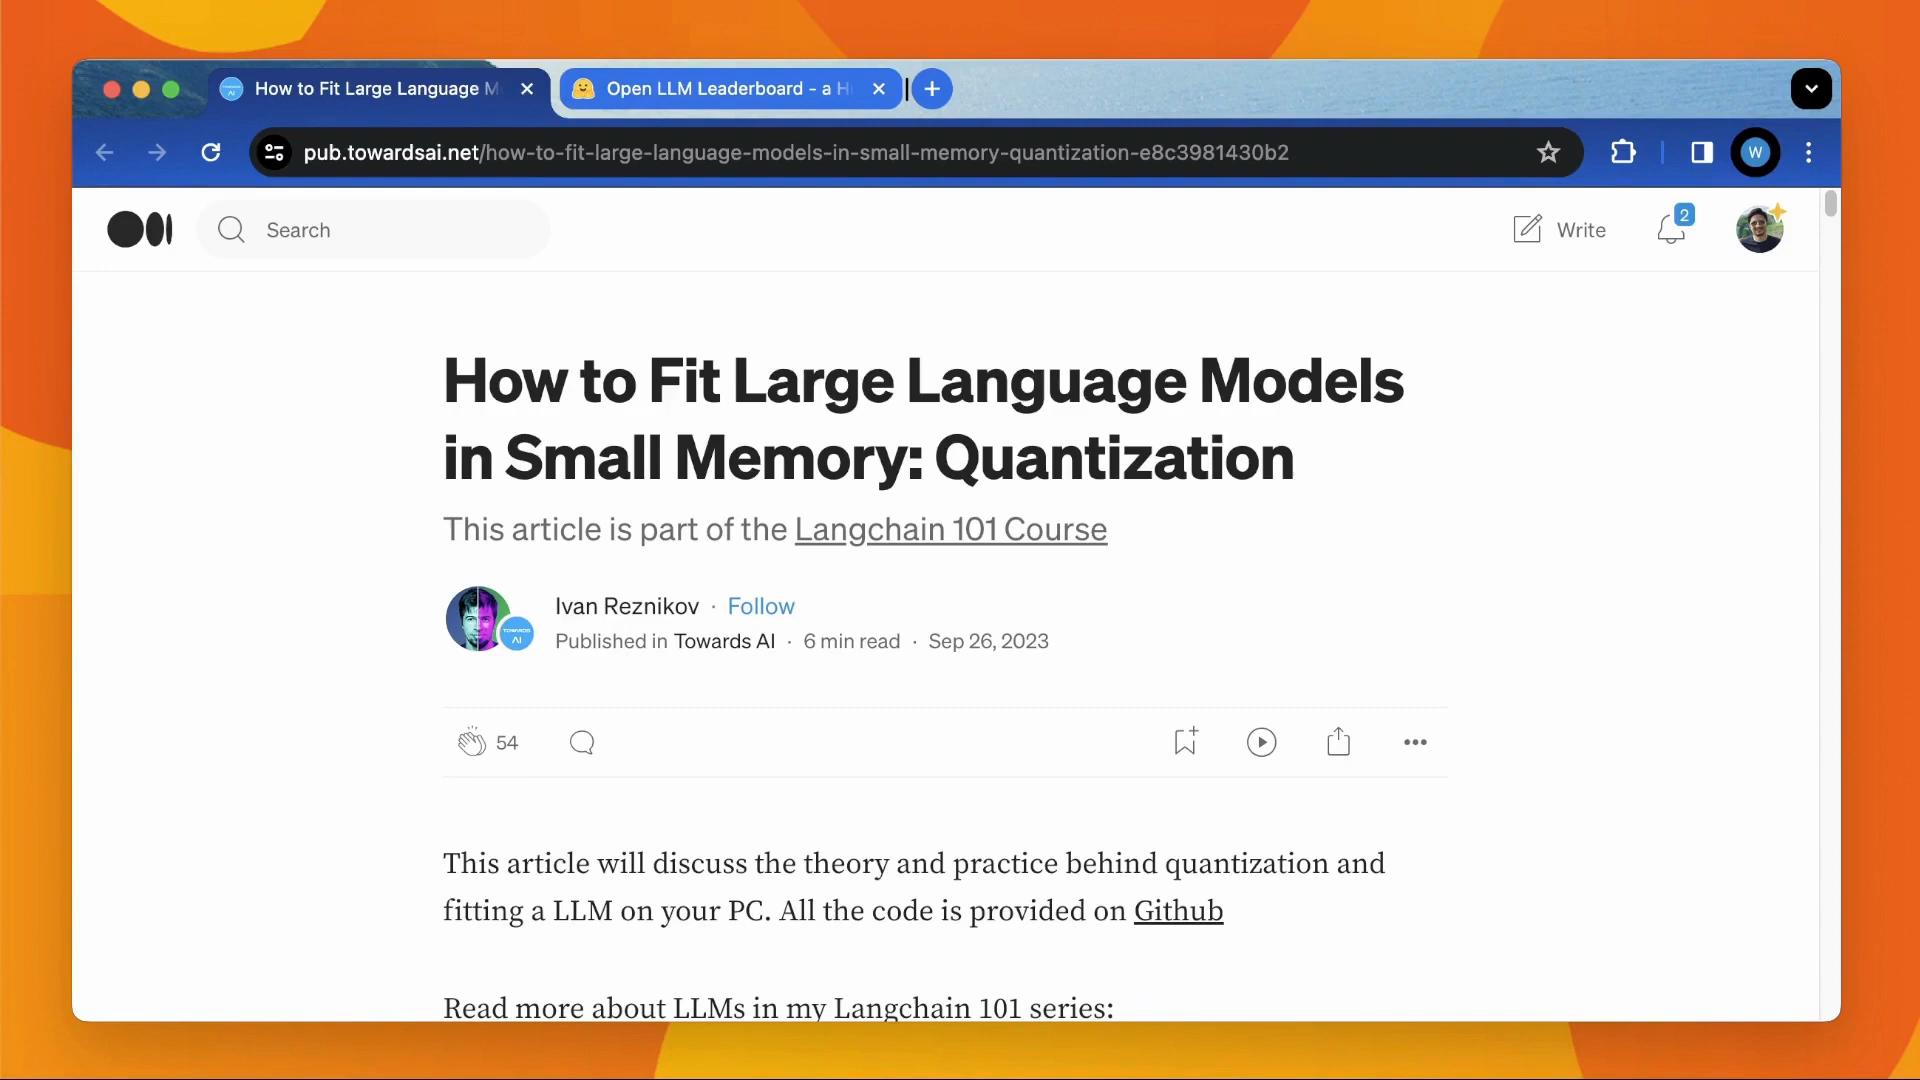 How to Fit Large Language M
Open LLM Leaderboard - a H
pub.towardsai.net/how-to-fit-large-language-models-in-small-memory-quantization-e8c3981430b2
W
Search
Write
2
How to Fit Large Language Models
in Small Memory: Quantization
This article is part of the Langchain 101 Course
Ivan Reznikov · Follow
TOWARDS
AI
Published in Towards AI · 6 min read · Sep 26, 2023
54
This article will discuss the theory and practice behind quantization and
fitting a LLM on your PC. All the code is provided on Github
Read more about LLMs in my Langchain 101 series: